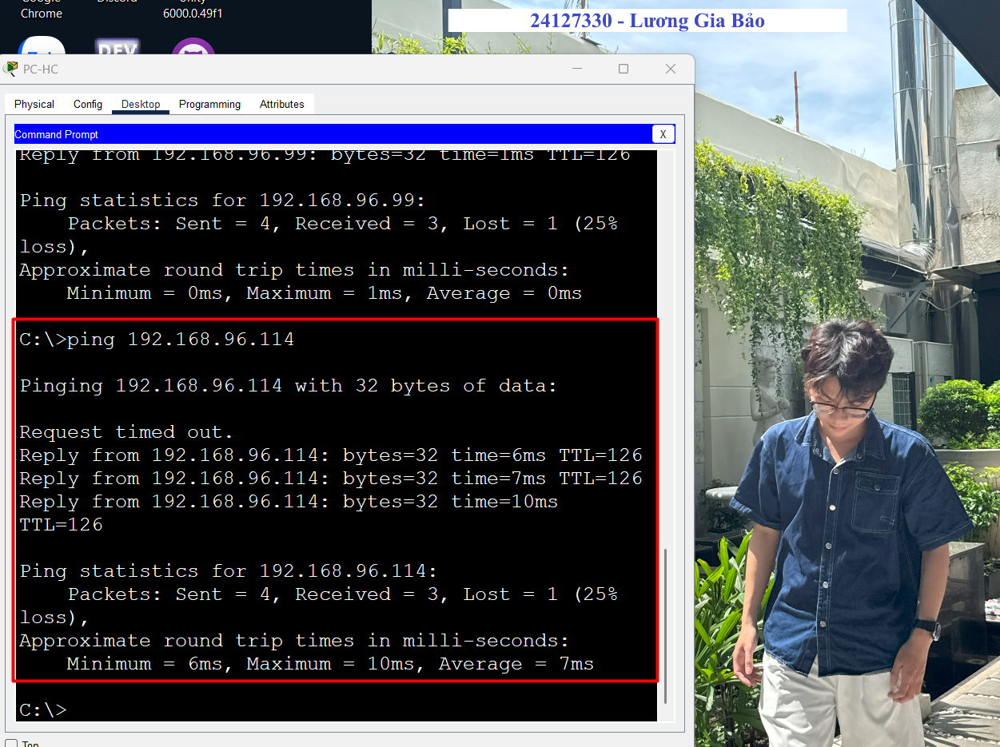 Google
Chrome
Discord
Unity
6000.0.49f1
24127330 - Lương Gia Bảo
DEV
PC-HC
Physical
Config
Desktop
Programming
Attributes
Command Prompt
X
Reply from 192.168.96.99: bytes=32 time=1ms TTL=126
Ping statistics for 192.168.96.99:
Packets: Sent = 4, Received = 3, Lost = 1 (25%
loss),
Approximate round trip times in milli-seconds:
Minimum = 0ms, Maximum = 1ms, Average = 0ms
C:\>ping 192.168.96.114
Pinging 192.168.96.114 with 32 bytes of data:
Request timed out.
Reply from 192.168.96.114: bytes=32 time=6ms TTL=126
Reply from 192.168.96.114: bytes=32 time=7ms TTL=126
Reply from 192.168.96.114: bytes=32 time=10ms
TTL=126
Ping statistics for 192.168.96.114:
Packets: Sent = 4, Received = 3, Lost = 1 (25%
loss),
Approximate round trip times in milli-seconds:
Minimum = 6ms, Maximum = 10ms, Average = 7ms
C:\>
Top